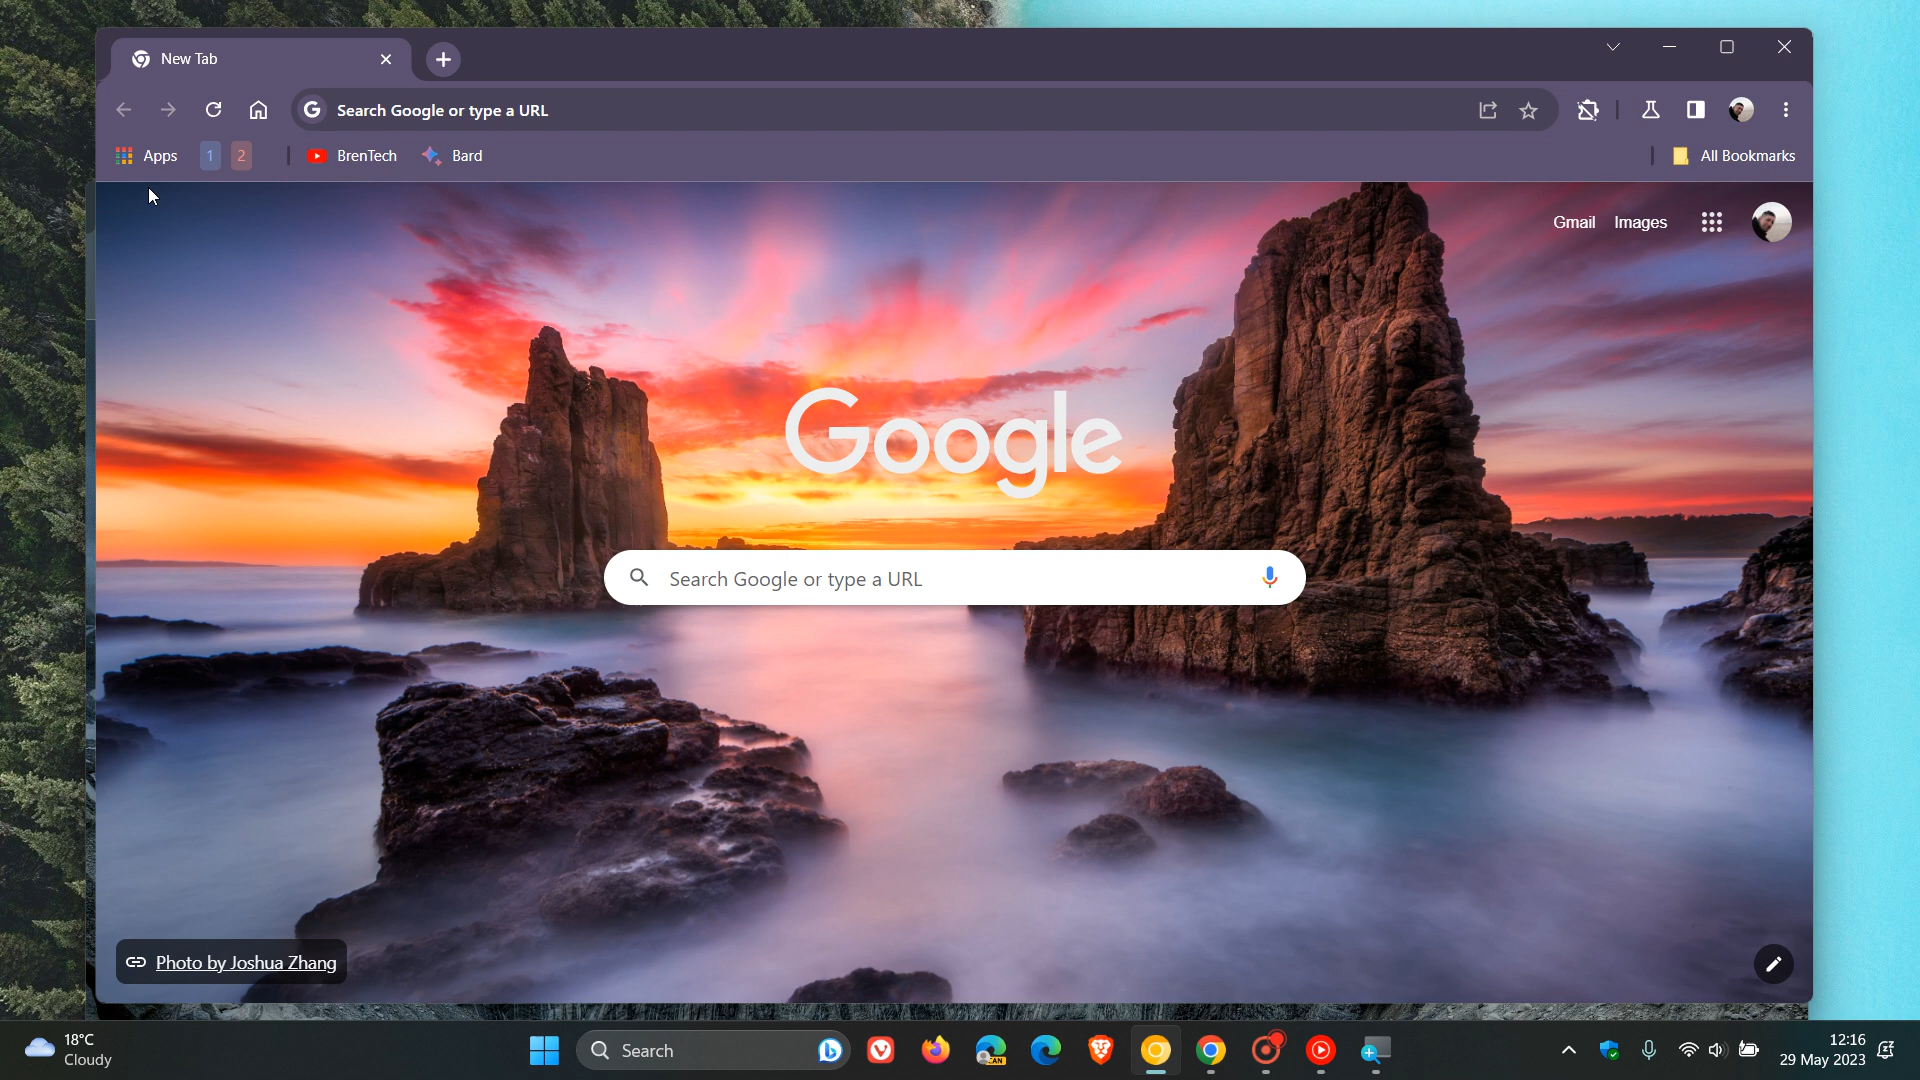 New Tab
Search Google or type a URL
Apps 1 2 BrenTech Bard All Bookmarks
Gmail Images
Google
Search Google or type a URL
Photo by Joshua Zhang
18°C
Cloudy
Search
CAN
12:16
29 May 2023